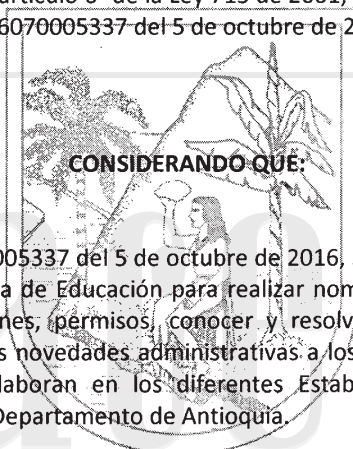 artículo 6° de la Ley 715 de 2001,
6070005337 del 5 de octubre de 2
CONSIDERANDO QUE:
005337 del 5 de octubre de 2016,
a de Educación para realizar nom
nes, permisos, conocer y resolv
s novedades administrativas a los
laboran en los diferentes Estab
Departamento de Antioquia.